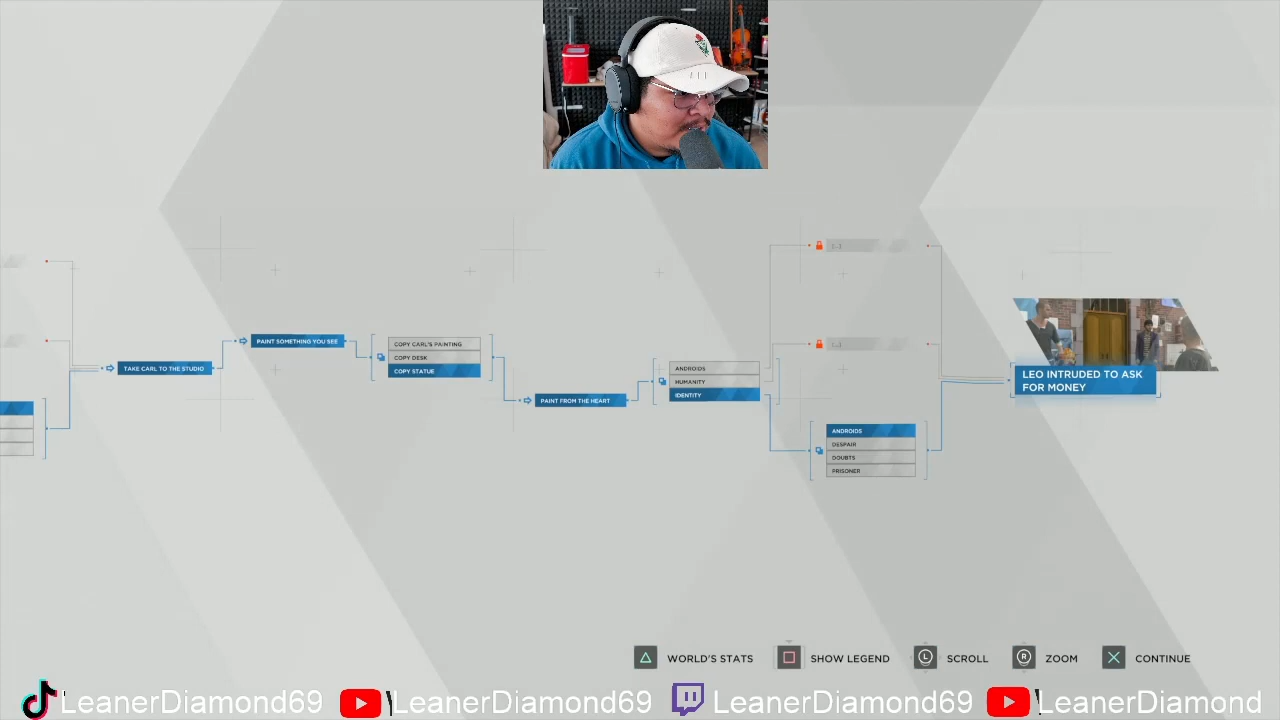 TAKE CARL TO THE STUDIO
PAINT SOMETHING YOU SEE
COPY CARL'S PAINTING
COPY DESK
COPY STATUE
PAINT FROM THE HEART
ANDROIDS
HUMANITY
IDENTITY
ANDROIDS
DESPAIR
DOUBTS
PRISONER
LEO INTRUDED TO ASK
FOR MONEY
WORLD'S STATS
SHOW LEGEND
L SCROLL
R ZOOM
CONTINUE
LeanerDiamond69 \LeanerDiamond69 LeanerDiamond69 \LeanerDiamond